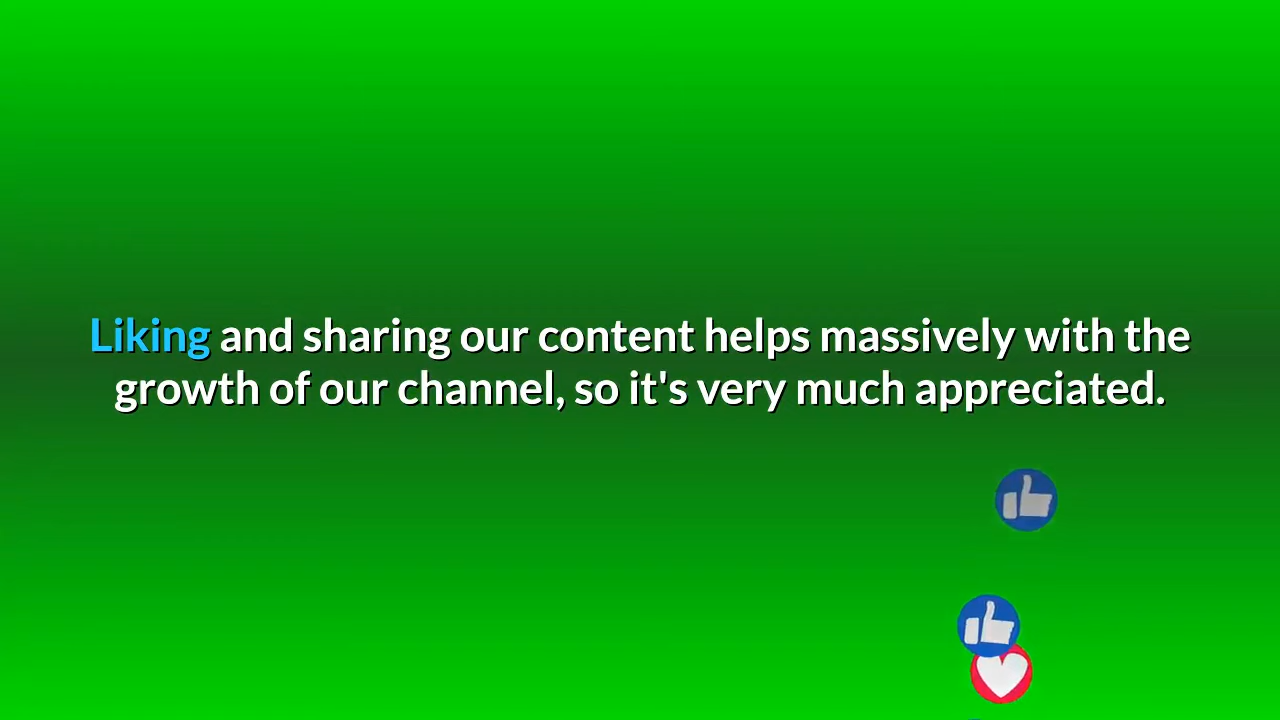 Liking and sharing our content helps massively with the
growth of our channel, so it's very much appreciated.